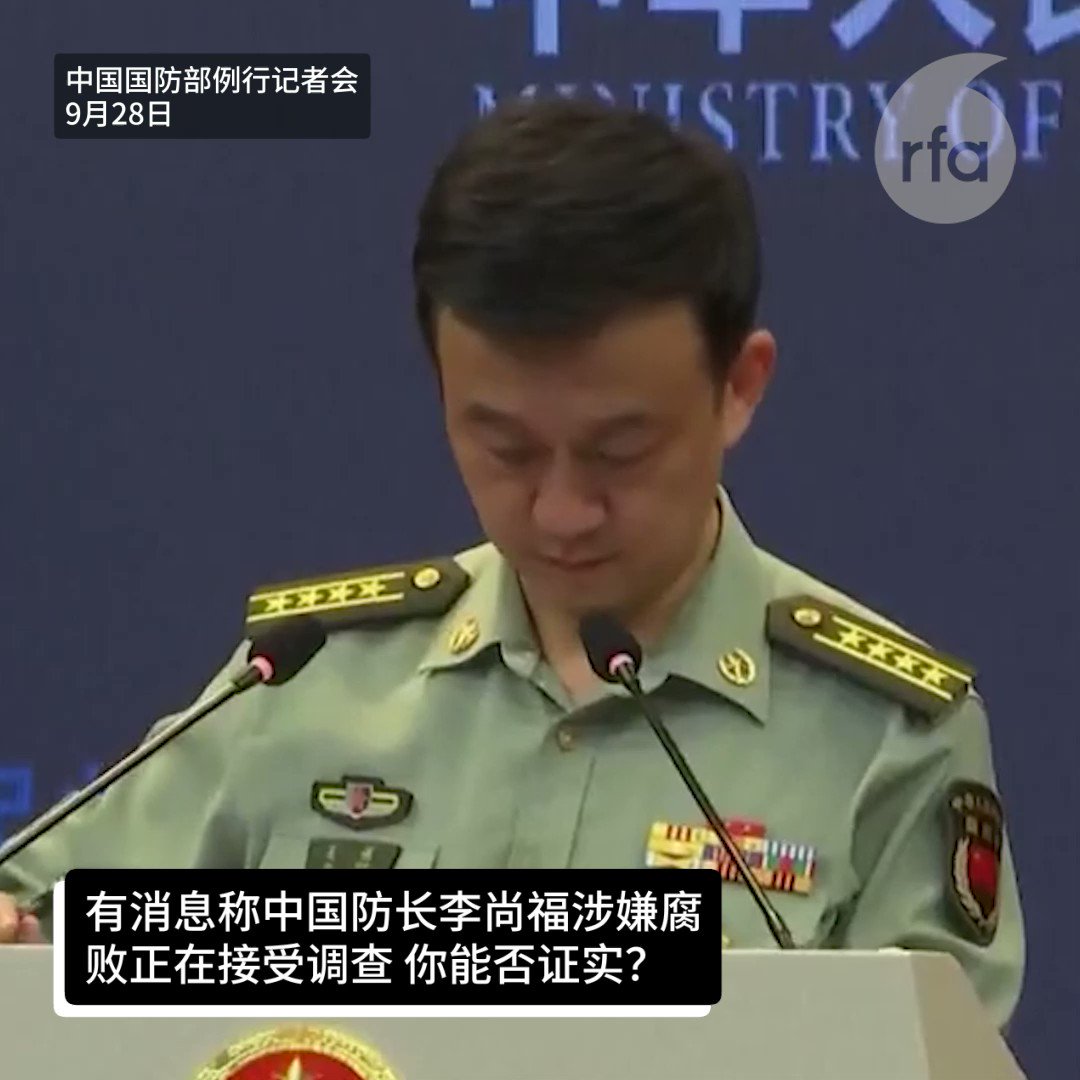 中国国防部例行记者会
9月28日
MINISTRY OF
rfa
有消息称中国防长李尚福涉嫌腐
败正在接受调查 你能否证实？